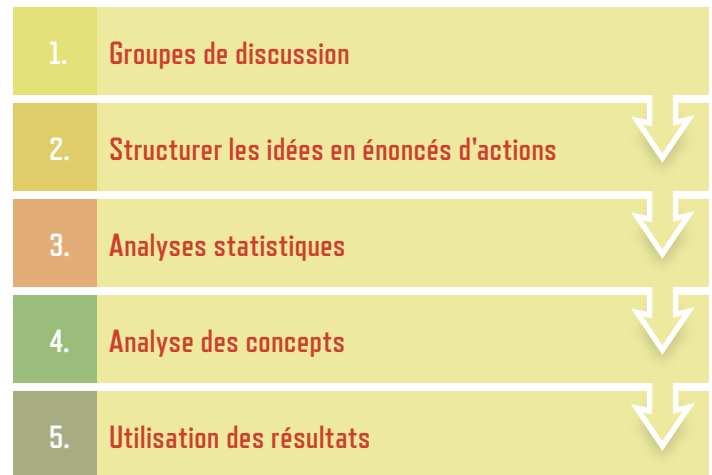 1. Groupes de discussion
2. Structurer les idées en énoncés d'actions
3. Analyses statistiques
4. Analyse des concepts
5. Utilisation des résultats